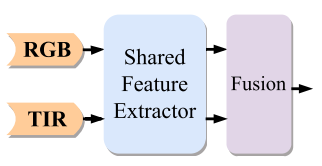 RGB
TIR
Shared
Feature
Extractor
Fusion